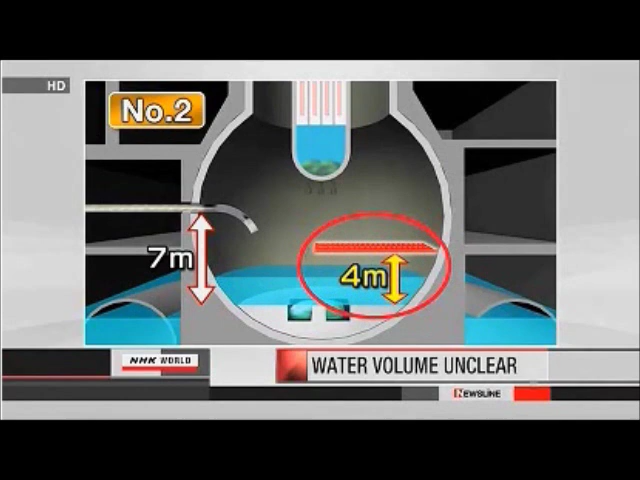 HD
No.2
7m
4m
NHK WORLD
WATER VOLUME UNCLEAR
NEWSLINE